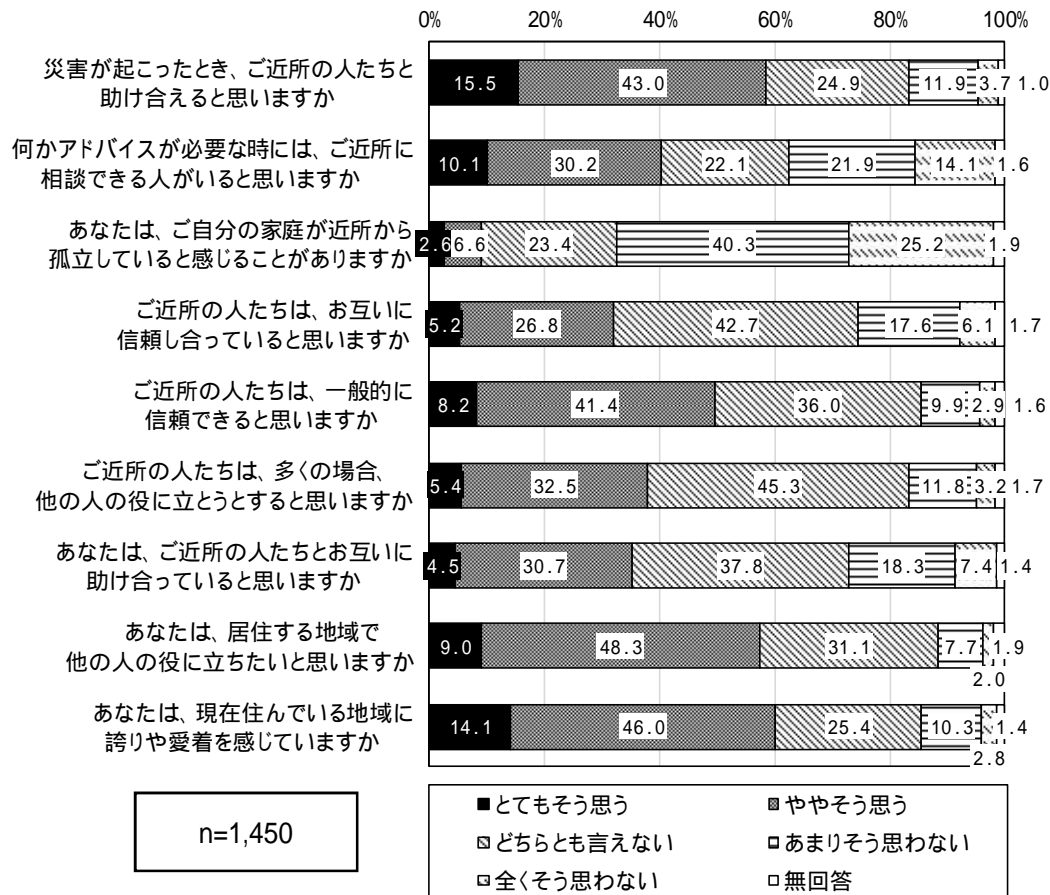 0% 20% 40% 60% 80% 100%
災害が起こったとき、ご近所の人たちと
助け合えると思いますか
15.5 43.0 24.9 11.9 3.7 1.0
何かアドバイスが必要な時には、ご近所に
相談できる人がいると思いますか
10.1 30.2 22.1 21.9 14.1 1.6
あなたは、ご自分の家庭が近所から
孤立していると感じることがありますか
2.6 6.6 23.4 40.3 25.2 1.9
ご近所の人たちは、お互いに
信頼し合っていると思いますか
5.2 26.8 42.7 17.6 6.1 1.7
ご近所の人たちは、一般的に
信頼できると思いますか
8.2 41.4 36.0 9.9 2.9 1.6
ご近所の人たちは、多くの場合、
他の人の役に立とうとすると思いますか
5.4 32.5 45.3 11.8 3.2 1.7
あなたは、ご近所の人たちとお互いに
助け合っていると思いますか
4.5 30.7 37.8 18.3 7.4 1.4
あなたは、居住する地域で
他の人の役に立ちたいと思いますか
9.0 48.3 31.1 7.7 1.9
2.0
あなたは、現在住んでいる地域に
誇りや愛着を感じていますか
14.1 46.0 25.4 10.3 1.4
2.8
n=1,450
とてもそう思う ややそう思う
どちらとも言えない あまりそう思わない
全くそう思わない 無回答